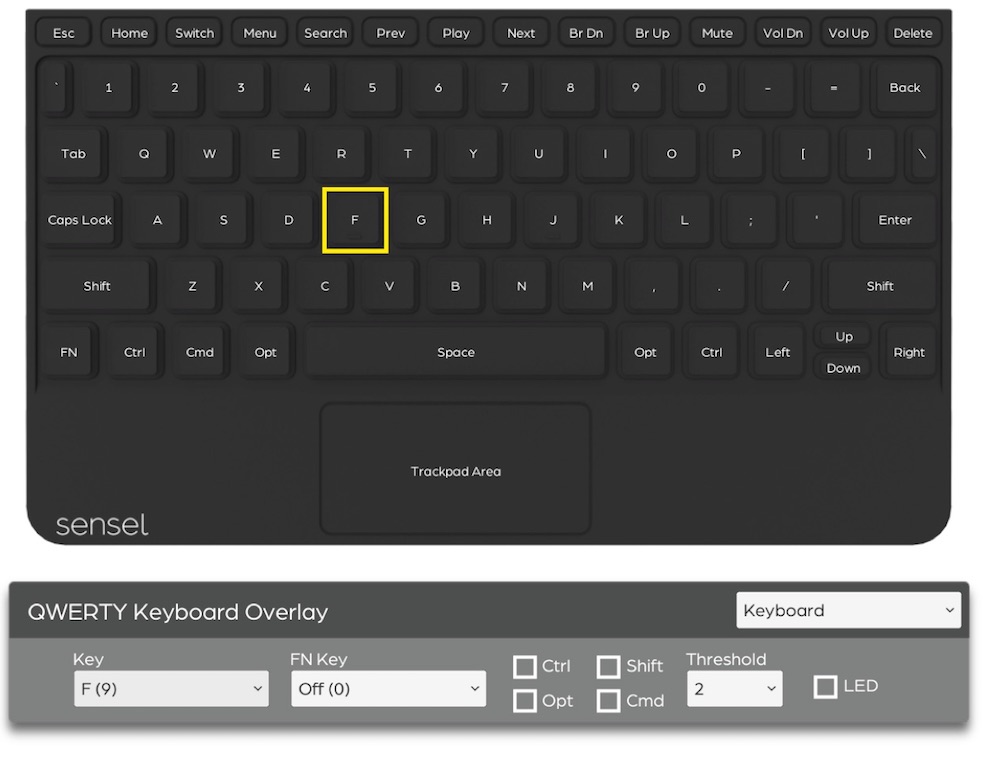 Esc Home Switch Menu Search Prev Play Next Br Dn Br Up Mute Vol Dn Vol Up Delete
` 1 2 3 4 5 6 7 8 9 0 - = Back
Tab Q W E R T Y U I O P [ ] \
Caps Lock A S D F G H J K L ; ' Enter
Shift Z X C V B N M , . / Shift
FN Ctrl Cmd Opt Space Opt Ctrl Left Up Down Right
Trackpad Area
sensel
QWERTY Keyboard Overlay Keyboard
Key FN Key Ctrl Shift Threshold
F (9) Off (0) Opt Cmd 2 LED